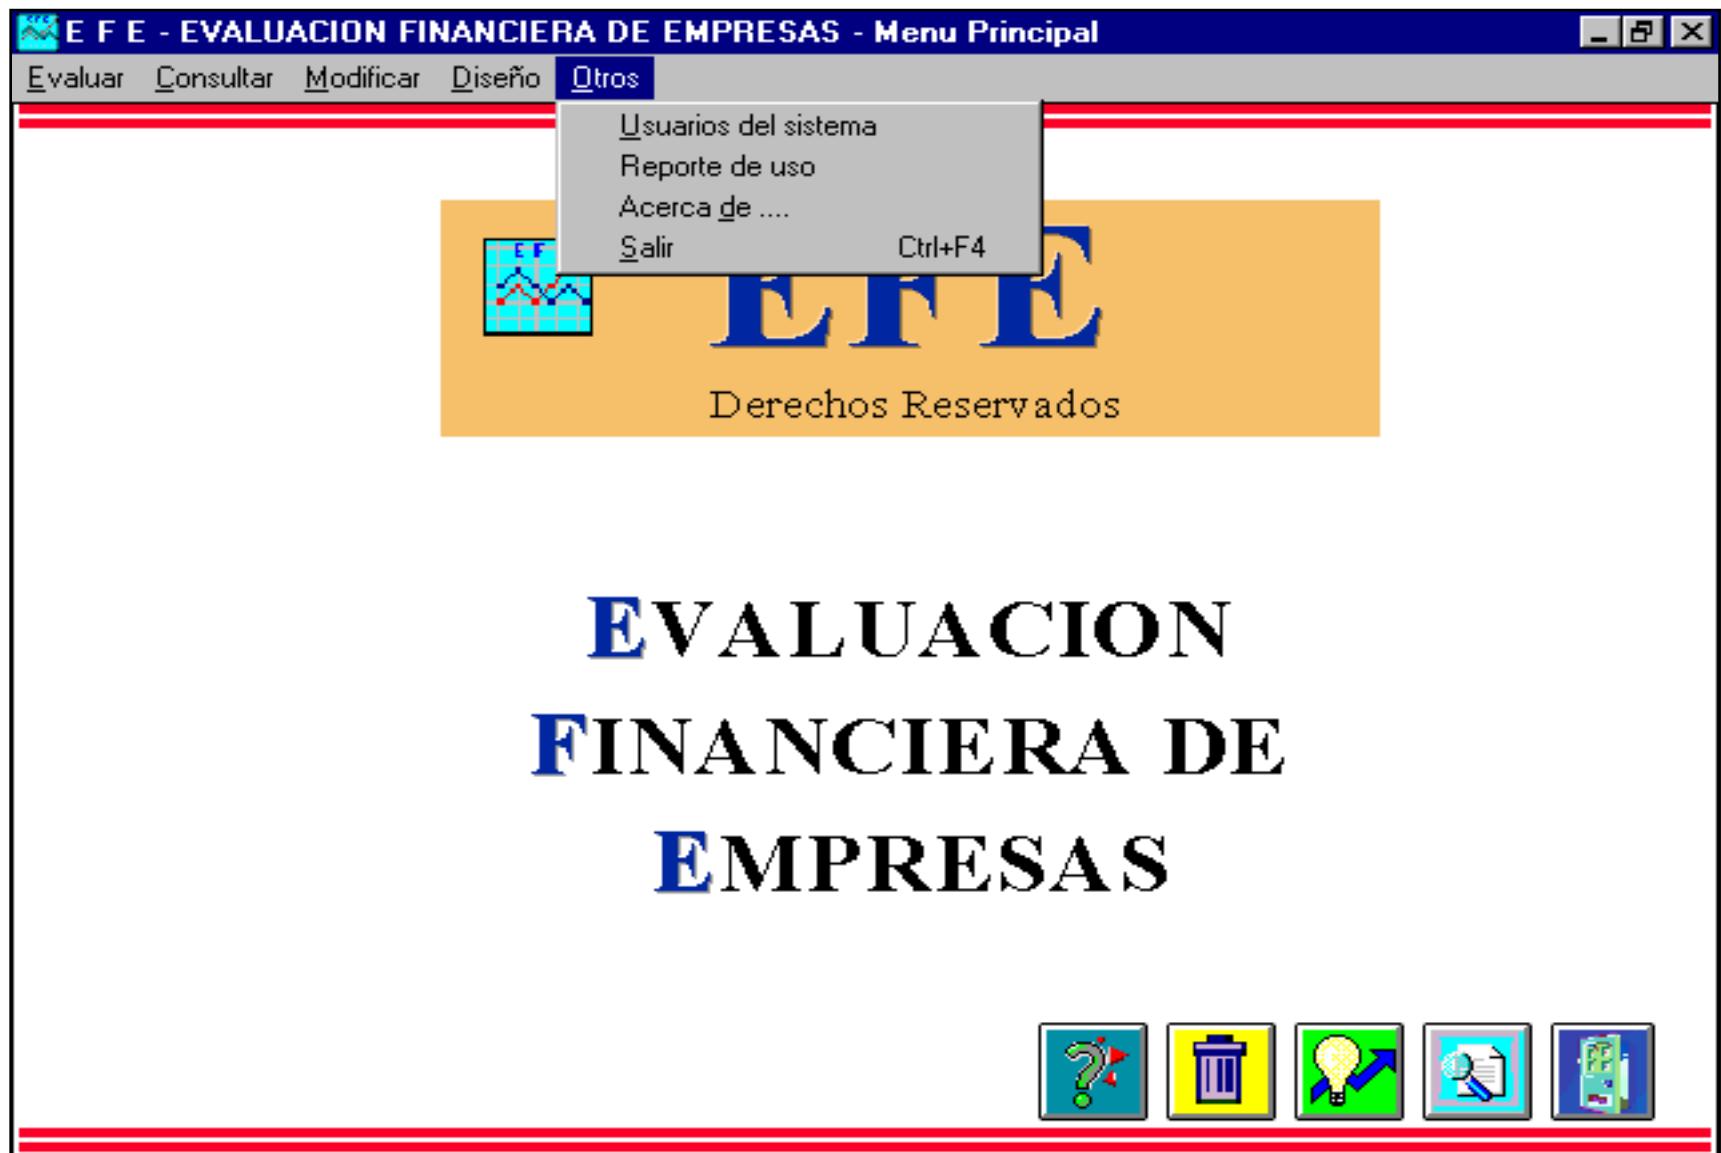 E F E - EVALUACION FINANCIERA DE EMPRESAS - Menu Principal
Evaluar Consultar Modificar Diseño Otros
Usuarios del sistema
Reporte de uso
Acerca de ....
Salir Ctrl+F4
E F
EFE
Derechos Reservados
EVALUACION
FINANCIERA DE
EMPRESAS